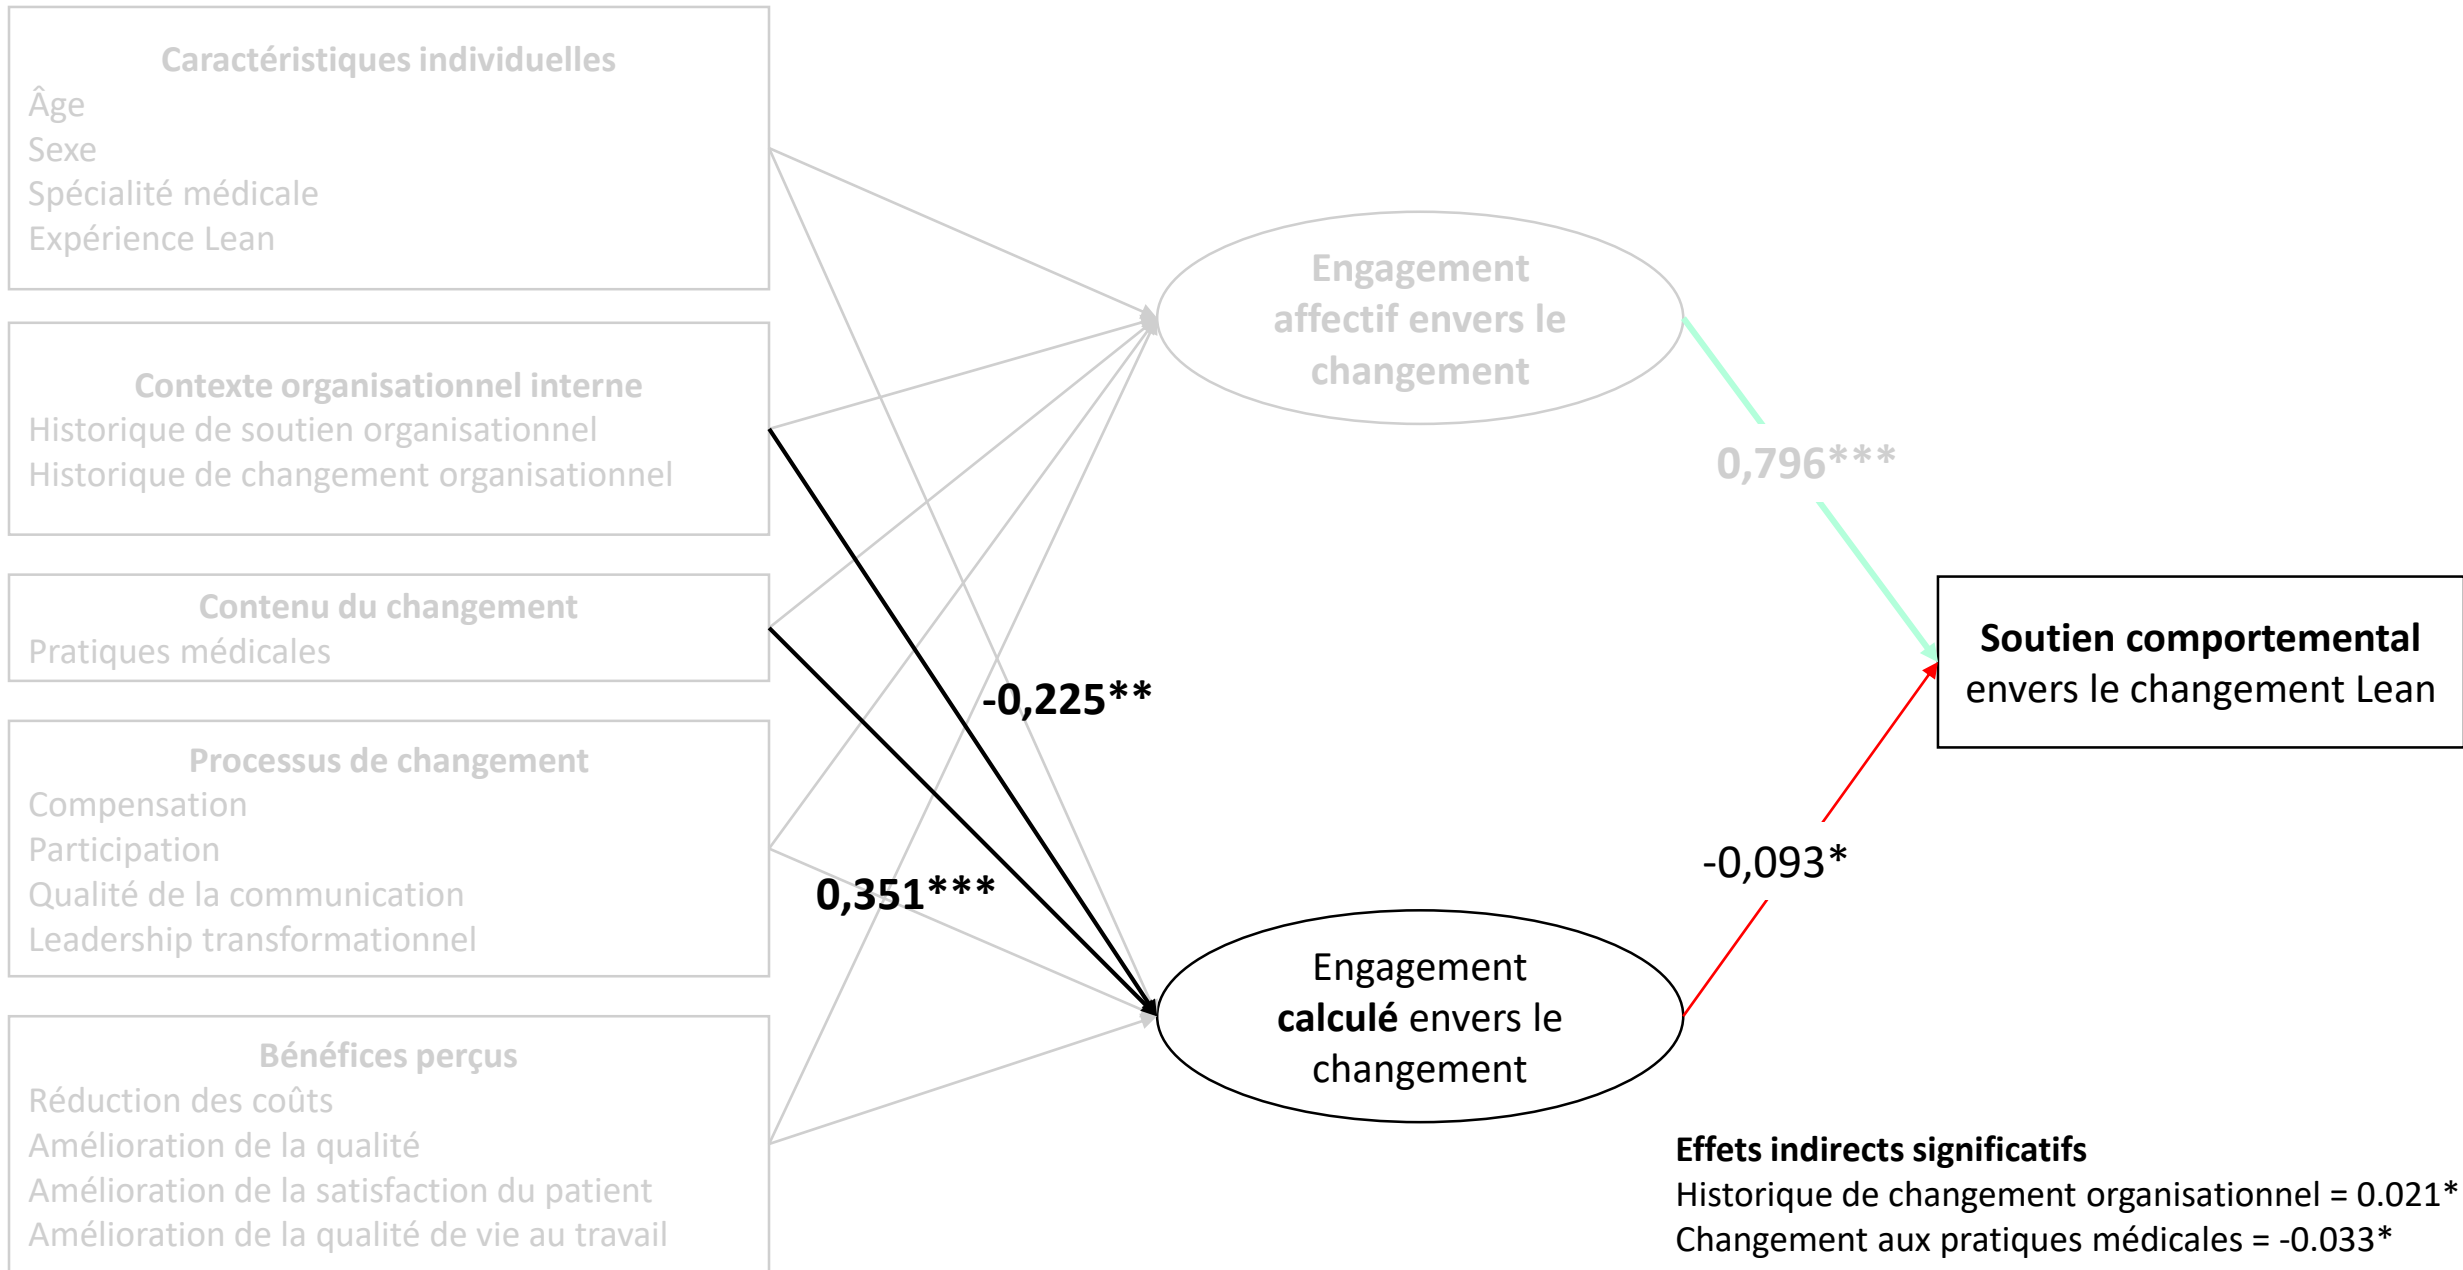 Caractéristiques individuelles
Âge
Sexe
Spécialité médicale
Expérience Lean
Contexte organisationnel interne
Historique de soutien organisationnel
Historique de changement organisationnel
Contenu du changement
Pratiques médicales
Processus de changement
Compensation
Participation
Qualité de la communication
Leadership transformationnel
Bénéfices perçus
Réduction des coûts
Amélioration de la qualité
Amélioration de la satisfaction du patient
Amélioration de la qualité de vie au travail
-0,225**
0,351***
Engagement
affectif envers le
changement
Engagement
calculé envers le
changement
0,796***
-0,093*
Soutien comportemental
envers le changement Lean
Effets indirects significatifs
Historique de changement organisationnel = 0.021*
Changement aux pratiques médicales = -0.033*